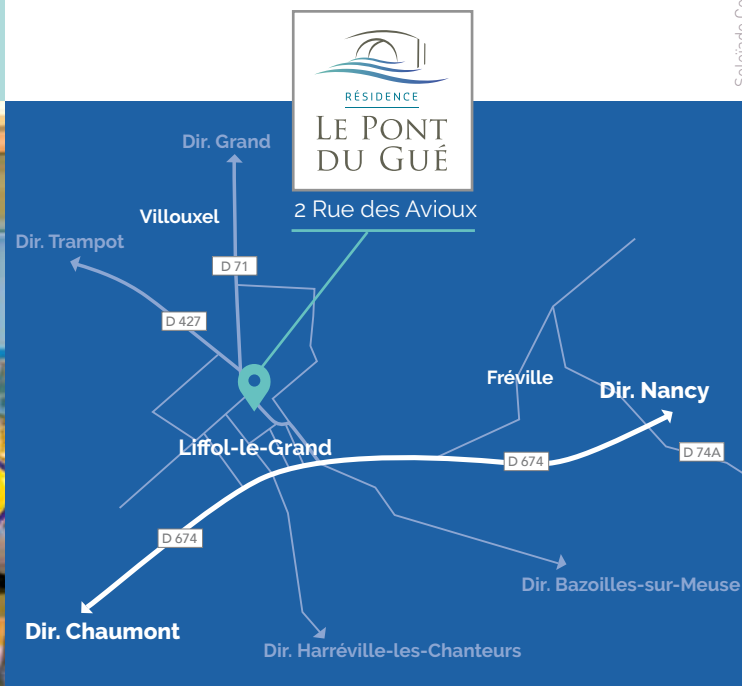 RÉSIDENCE
LE PONT
DU GUÉ
2 Rue des Avioux
Dir. Grand
Villouxel
Dir. Trampot
D 71
D 427
Fréville
Dir. Nancy
Liffol-le-Grand
D 74A
D 674
D 674
Dir. Bazoilles-sur-Meuse
Dir. Chaumont
Dir. Harréville-les-Chanteurs